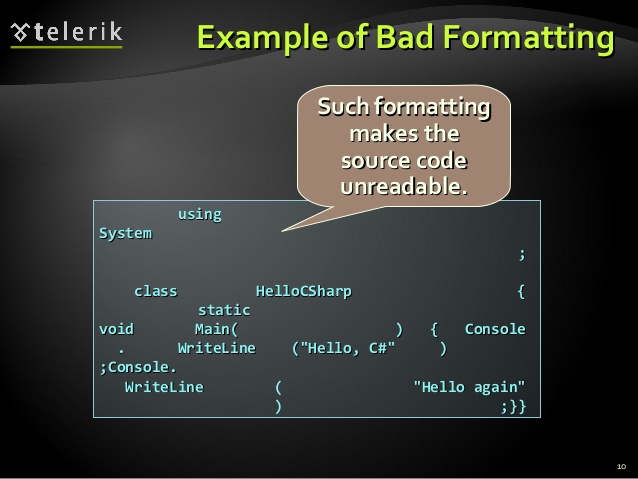 telerik
Example of Bad Formatting
Such formatting
makes the
source code
unreadable.
using
System
;
class HelloCSharp {
static
void Main( ) { Console
. WriteLine ("Hello, C#" )
;Console.
WriteLine ( "Hello again"
) ;}}
10